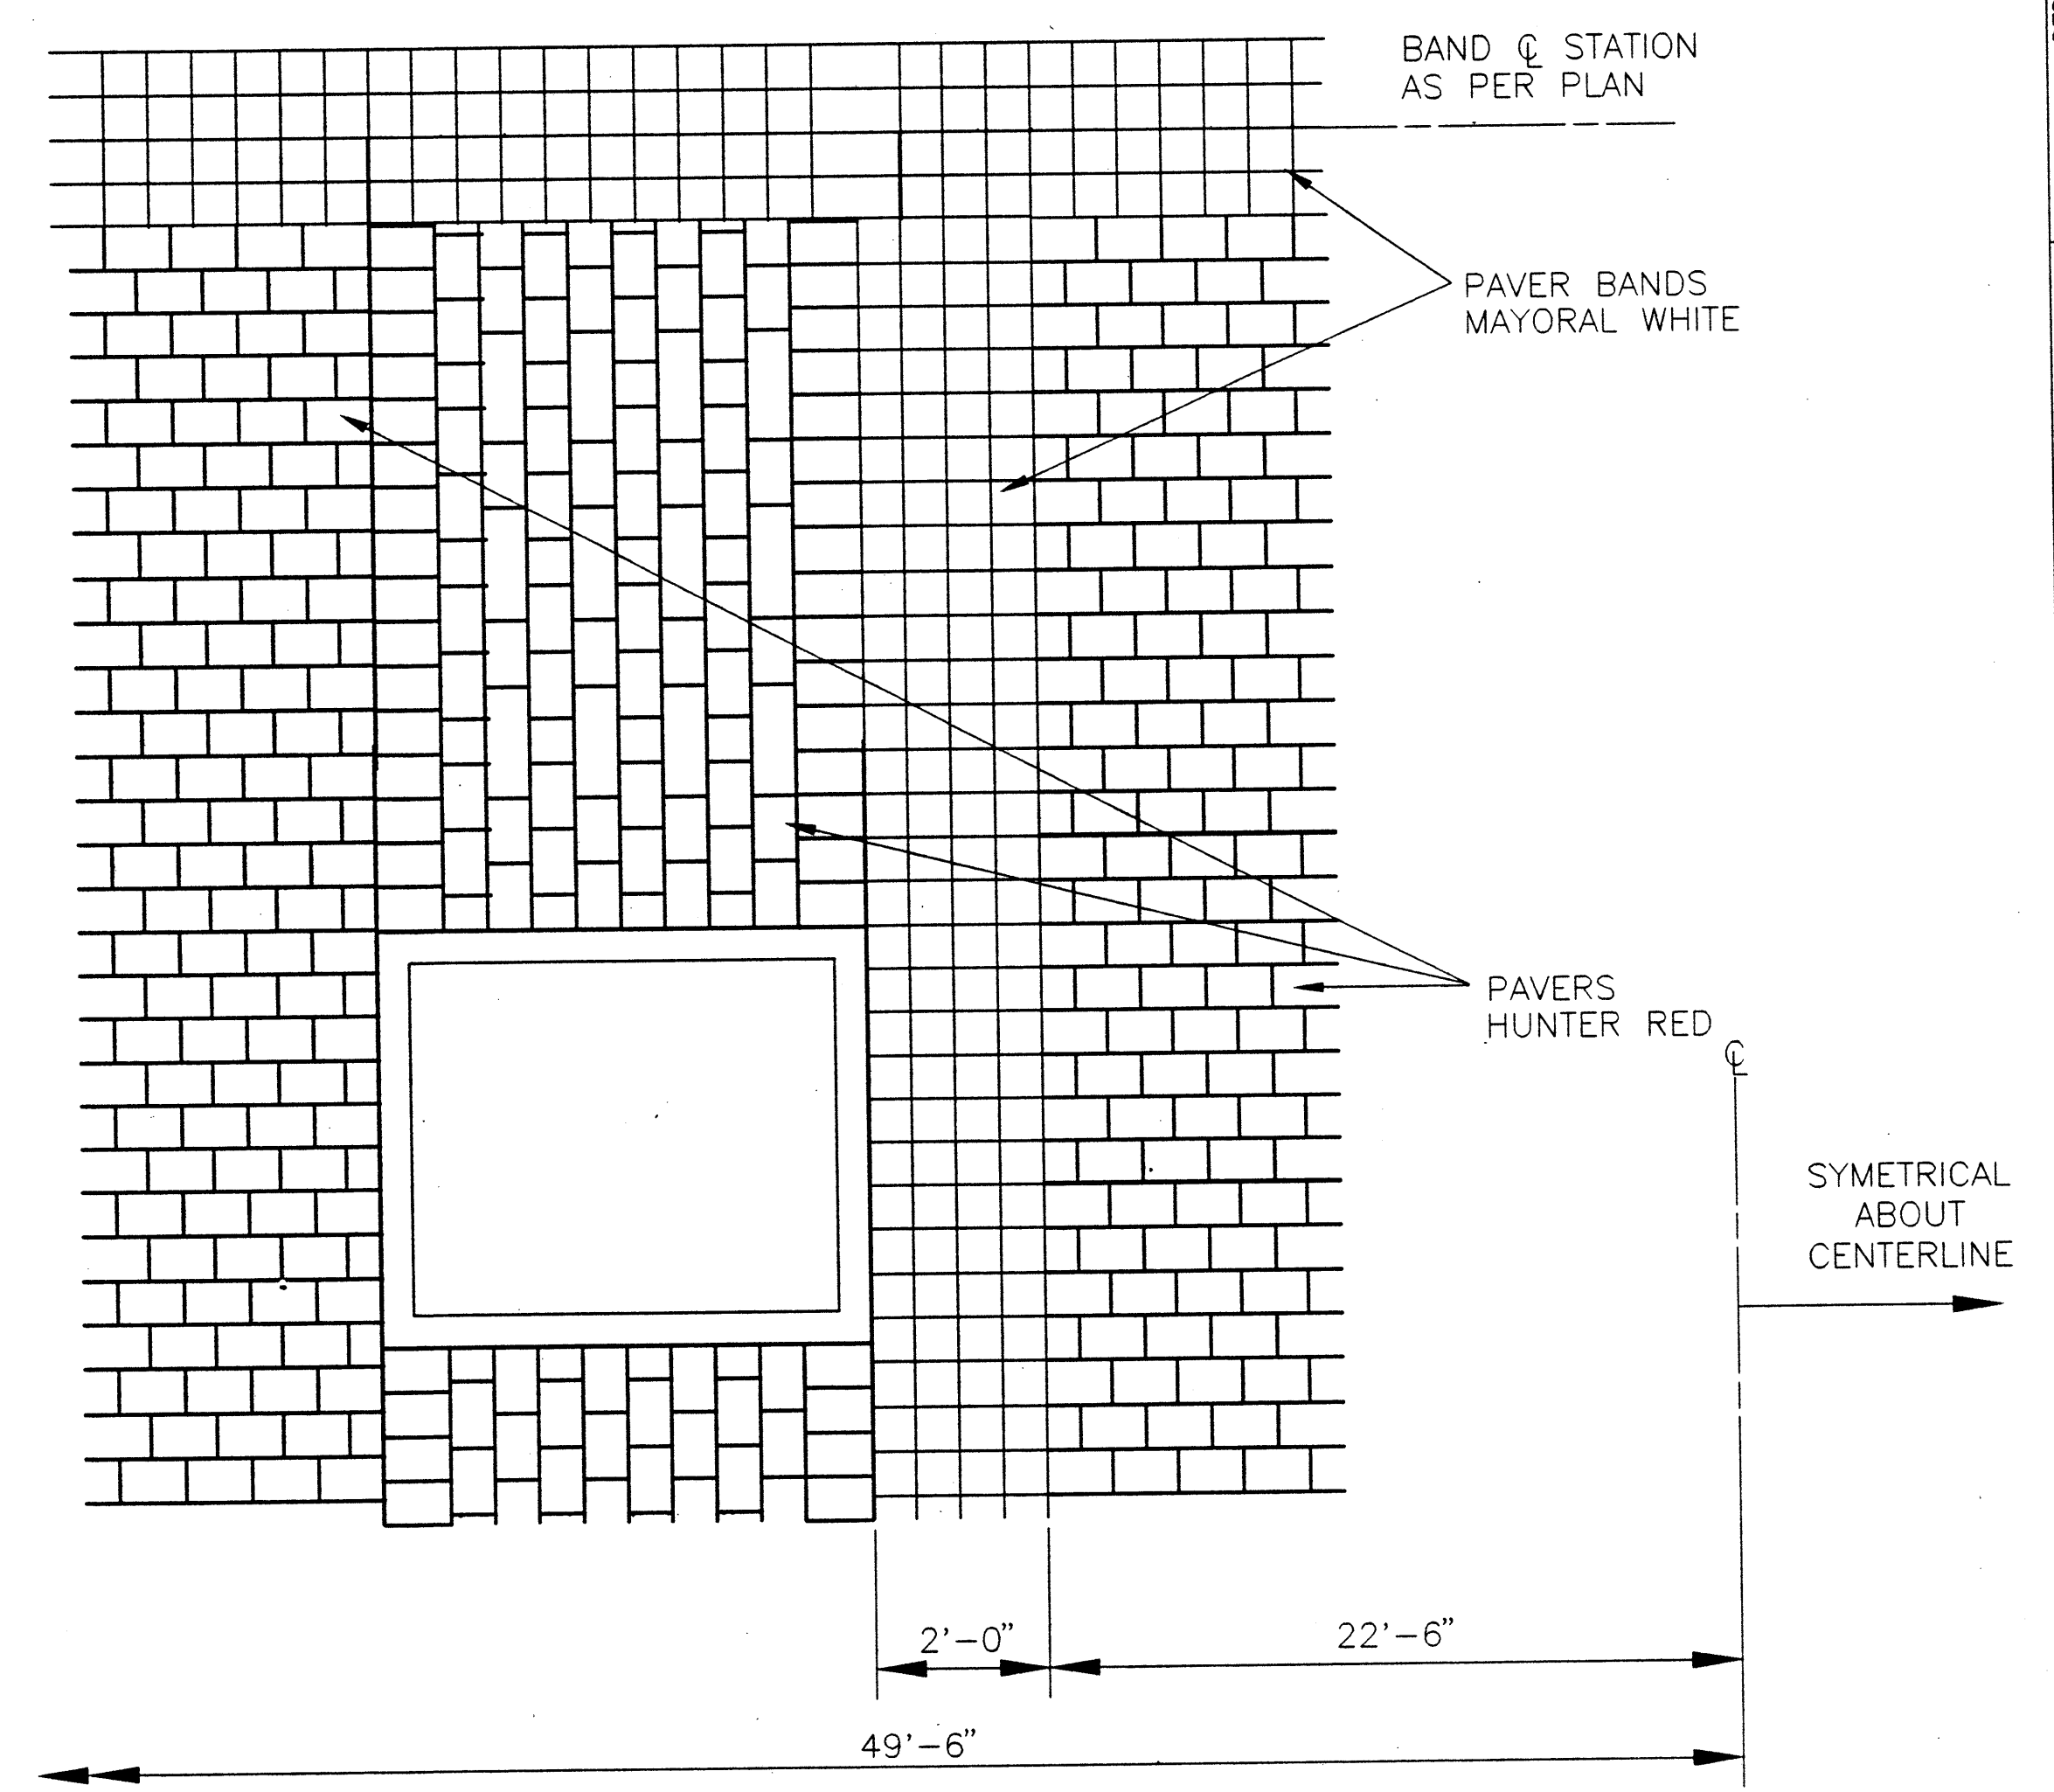 BAND ℄ STATION
AS PER PLAN
PAVER BANDS
MAYORAL WHITE
PAVERS
HUNTER RED
℄
SYMETRICAL
ABOUT
CENTERLINE
2'-0"
22'-6"
49'-6"